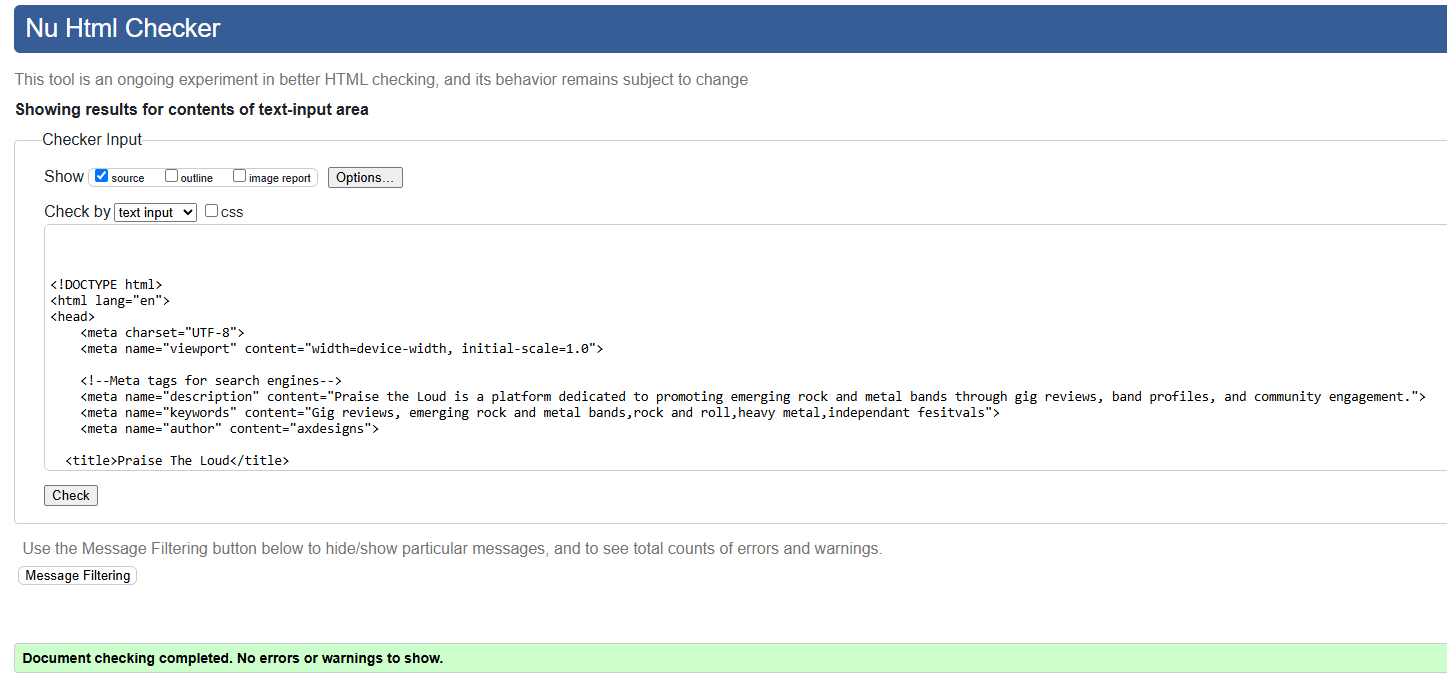 Nu Html Checker
This tool is an ongoing experiment in better HTML checking, and its behavior remains subject to change
Showing results for contents of text-input area
Checker Input
Show source outline image report Options...
Check by text input css
<!DOCTYPE html>
<html lang="en">
<head>
<meta charset="UTF-8">
<meta name="viewport" content="width=device-width, initial-scale=1.0">
<!--Meta tags for search engines-->
<meta name="description" content="Praise the Loud is a platform dedicated to promoting emerging rock and metal bands through gig reviews, band profiles, and community engagement.">
<meta name="keywords" content="Gig reviews, emerging rock and metal bands,rock and roll,heavy metal,independant fesitvals">
<meta name="author" content="axdesigns">
<title>Praise The Loud</title>
Check
Use the Message Filtering button below to hide/show particular messages, and to see total counts of errors and warnings.
Message Filtering
Document checking completed. No errors or warnings to show.